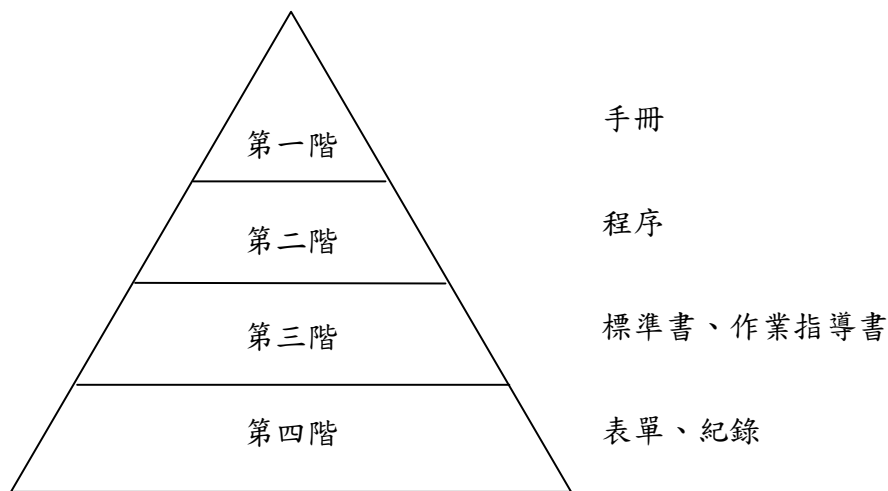 手冊
第一階
程序
第二階
標準書、作業指導書
第三階
表單、紀錄
第四階